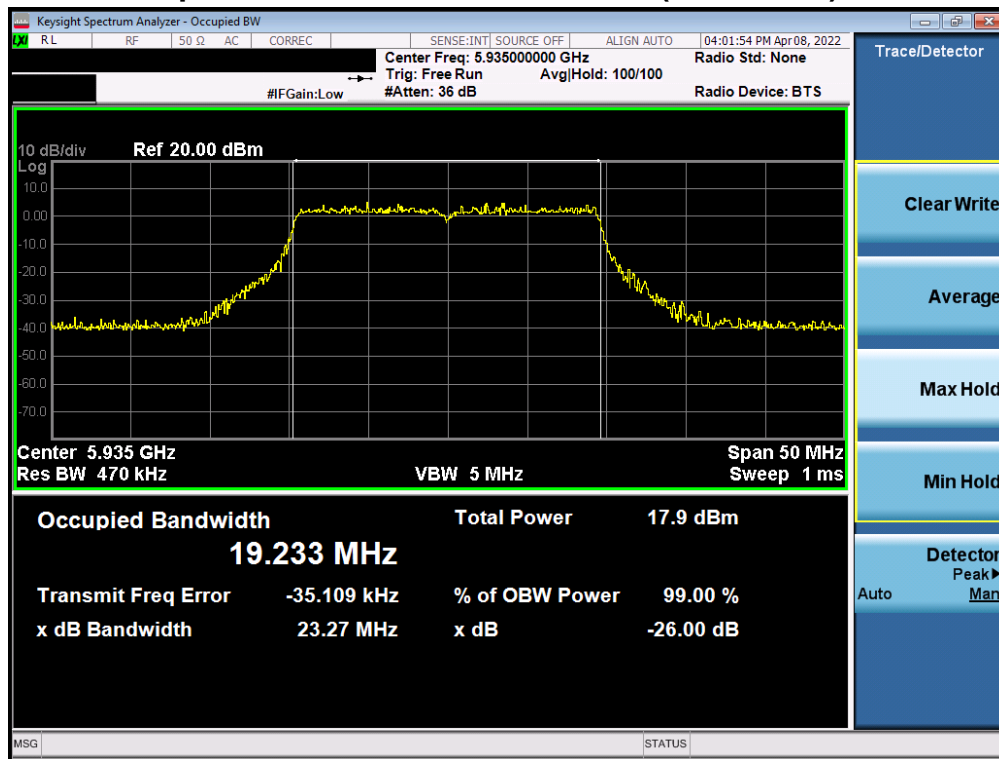 Keysight Spectrum Analyzer - Occupied BW
LXI RL RF 50 Ω AC CORREC SENSE:INT SOURCE OFF ALIGN AUTO 04:01:54 PM Apr 08, 2022
Center Freq: 5.935000000 GHz Radio Std: None
Trig: Free Run Avg|Hold: 100/100
#IFGain:Low #Atten: 36 dB Radio Device: BTS
Trace/Detector
10 dB/div Ref 20.00 dBm
Log
10.0
0.00
-10.0
-20.0
-30.0
-40.0
-50.0
-60.0
-70.0
Center 5.935 GHz Span 50 MHz
Res BW 470 kHz VBW 5 MHz Sweep 1 ms
Occupied Bandwidth Total Power 17.9 dBm
19.233 MHz
Transmit Freq Error -35.109 kHz % of OBW Power 99.00 %
x dB Bandwidth 23.27 MHz x dB -26.00 dB
Clear Write
Average
Max Hold
Min Hold
Detector
Peak▶
Auto Man
MSG STATUS